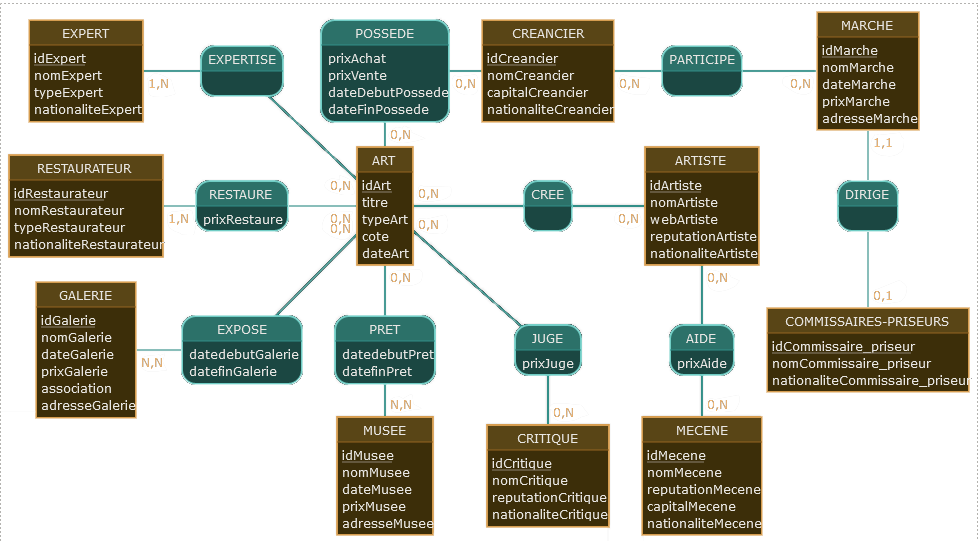 EXPERT
idExpert
nomExpert
typeExpert
nationaliteExpert
1,N
EXPERTISE
0,N
POSSEDE
prixAchat
prixVente
dateDebutPossede
dateFinPossede
0,N
0,N
CREANCIER
idCreancier
nomCreancier
capitalCreancier
nationaliteCreancier
0,N
PARTICIPE
0,N
MARCHE
idMarche
nomMarche
dateMarche
prixMarche
adresseMarche
1,1
RESTAURATEUR
idRestaurateur
nomRestaurateur
typeRestaurateur
nationaliteRestaurateur
1,N
RESTAURE
prixRestaure
0,N
0,N
ART
idArt
titre
typeArt
cote
dateArt
0,N
0,N
0,N
CREE
0,N
ARTISTE
idArtiste
nomArtiste
webArtiste
reputationArtiste
nationaliteArtiste
0,N
DIRIGE
0,1
GALERIE
idGalerie
nomGalerie
dateGalerie
prixGalerie
association
adresseGalerie
N,N
EXPOSE
datedebutGalerie
datefinGalerie
PRET
datedebutPret
datefinPret
N,N
JUGE
prixJuge
0,N
AIDE
prixAide
0,N
COMMISSAIRES-PRISEURS
idCommissaire_priseur
nomCommissaire_priseur
nationaliteCommissaire_priseur
MUSEE
idMusee
nomMusee
dateMusee
prixMusee
adresseMusee
CRITIQUE
idCritique
nomCritique
reputationCritique
nationaliteCritique
MECENE
idMecene
nomMecene
reputationMecene
capitalMecene
nationaliteMecene